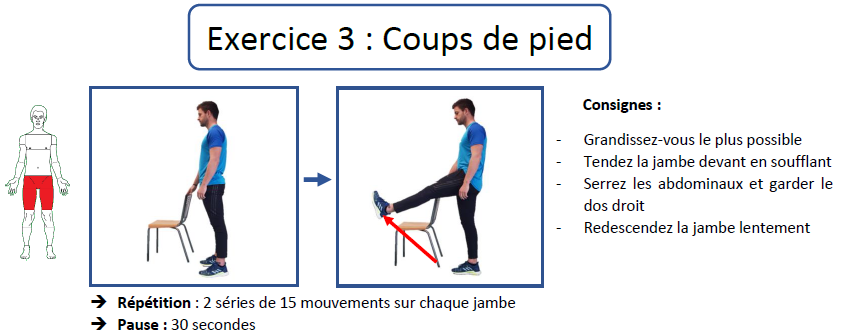 Exercice 3 : Coups de pied
Consignes :
- Grandissez-vous le plus possible
- Tendez la jambe devant en soufflant
- Serrez les abdominaux et garder le
dos droit
- Redescendez la jambe lentement
➔ Répétition : 2 séries de 15 mouvements sur chaque jambe
➔ Pause : 30 secondes